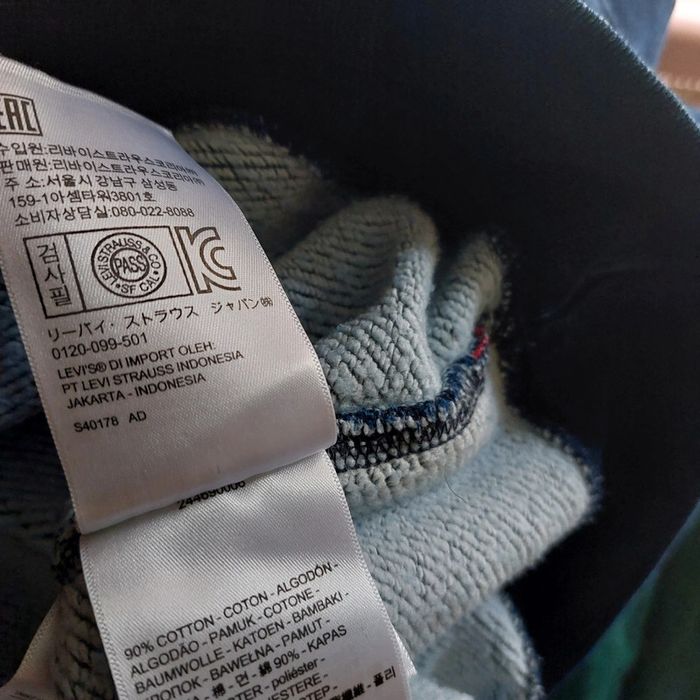 EAC
수입원:리바이스트라우스코리아㈜
판매원:리바이스트라우스코리아㈜
주 소:서울시강남구 삼성동
159-1아셈타워3801호
소비자상담실:080-022-8088
검사필
LEVI STRAUSS & CO
PASS
SF CAL
KC
リーバイ・ストラウス ジャパン㈱
0120-099-501
LEVI'S® DI IMPORT OLEH:
PT LEVI STRAUSS INDONESIA
JAKARTA - INDONESIA
S40178 AD
244690006
90% COTTON - COTON - ALGODÓN -
ALGODÃO - PAMUK - COTONE -
BAUMWOLLE - KATOEN - BAMBAKI -
ХЛОПОК - BAWEŁNA - PAMUT -
면 - 綿 90% - KAPAS
poliéster -